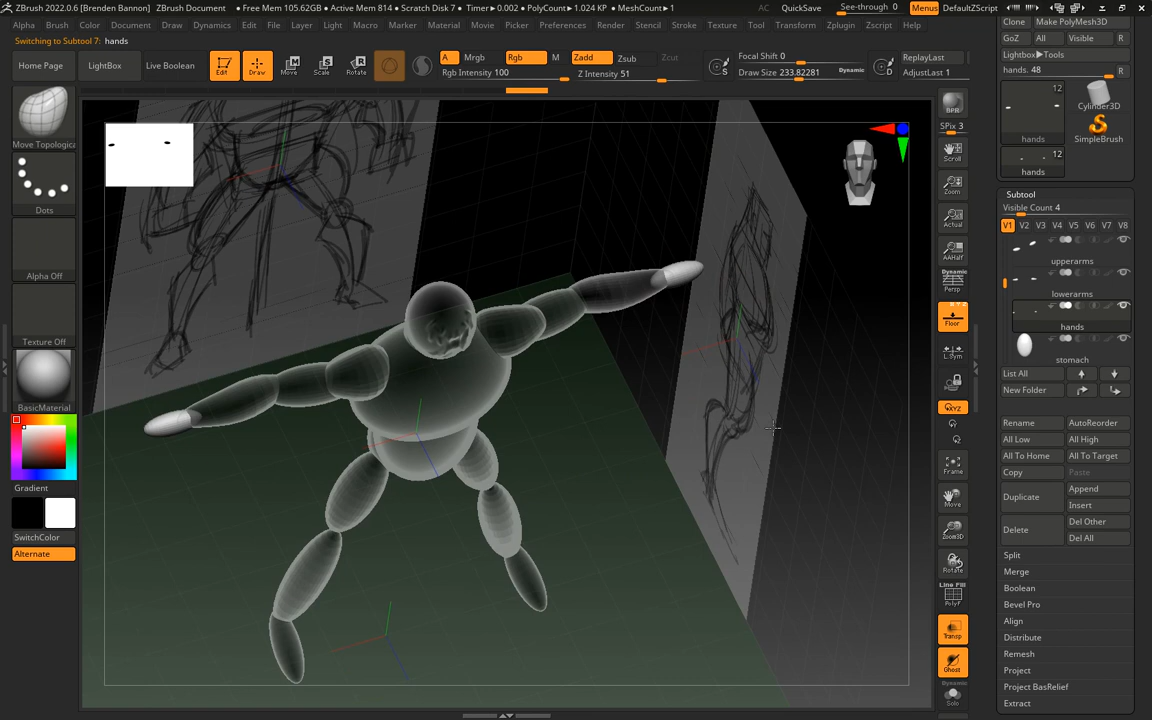 ZBrush 2022.0.6 [Brenden Bannon] ZBrush Document ● Free Mem 105.62GB ● Active Mem 814 ● Scratch Disk 7 ● Timer▶0.002 ● PolyCount▶1.024 KP ● MeshCount▶1 AC QuickSave See-through 0 Menus DefaultZScript
Alpha Brush Color Document Draw Dynamics Edit File Layer Light Macro Marker Material Movie Picker Preferences Render Stencil Stroke Texture Tool Transform Zplugin Zscript Help
Switching to Subtool 7: hands
Home Page LightBox Live Boolean Edit Draw Move Scale Rotate
A Mrgb Rgb M Zadd Zsub Zcut
Rgb Intensity 100 Z Intensity 51
S Focal Shift 0
Draw Size 233.82281 Dynamic
D ReplayLast
AdjustLast 1
Move Topologica
Dots
Alpha Off
Texture Off
BasicMaterial
Gradient
SwitchColor
Alternate
BPR
SPix 3
Scroll
Zoom
Actual
AAHalf
Dynamic
Persp
Floor
L.Sym
XYZ
Frame
Move
Zoom3D
Rotate
Line Fill
PolyF
Transp
Ghost
Dynamic
Solo
Clone Make PolyMesh3D
GoZ All Visible R
Lightbox▶Tools
hands. 48 R
12
hands
Cylinder3D
SimpleBrush
12
hands
Subtool
Visible Count 4
V1 V2 V3 V4 V5 V6 V7 V8
upperarms
lowerarms
hands
stomach
List All
New Folder
Rename AutoReorder
All Low All High
All To Home All To Target
Copy Paste
Duplicate Append
Insert
Delete Del Other
Del All
Split
Merge
Boolean
Bevel Pro
Align
Distribute
Remesh
Project
Project BasRelief
Extract